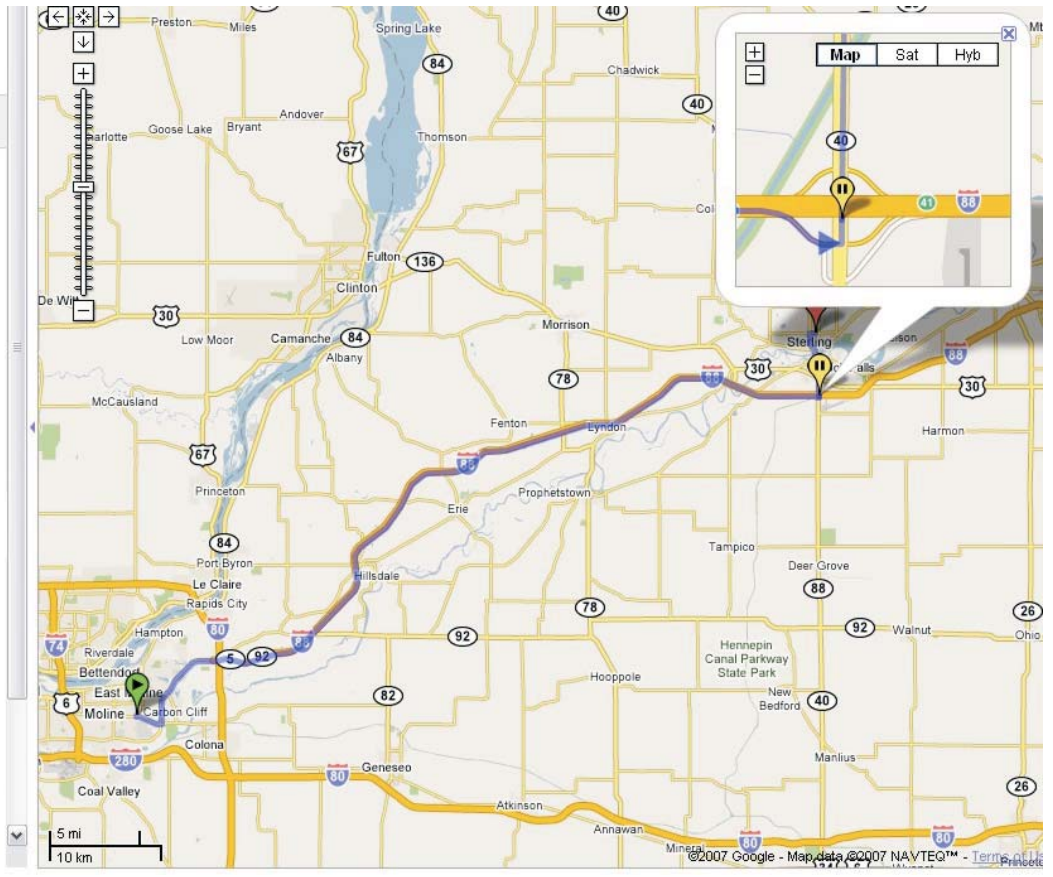 Preston
Miles
Spring Lake
40
84
Chadwick
40
Andover
Goose Lake
Bryant
67
Thomson
Map
Sat
Hyb
40
41
88
Fulton
136
Clinton
30
Low Moor
Camanche
84
Albany
Morrison
Sterling
88
McCausland
78
88
30
30
Fenton
Lyndon
Harmon
67
88
Princeton
Erie
Prophetstown
84
Port Byron
Tampico
Deer Grove
Hillsdale
Le Claire
Rapids City
88
78
26
Hampton
80
92
92
Walnut
Ohio
74
Riverdale
88
5
92
Hennepin
Canal Parkway
State Park
Bettendorf
Hooppole
82
New
Bedford
40
6
Moline
Carbon Cliff
Colona
Manlius
280
80
Geneseo
26
Coal Valley
Atkinson
Annawan
80
80
5 mi
10 km
Mineral
©2007 Google - Map data ©2007 NAVTEQ™ - Terms of Us